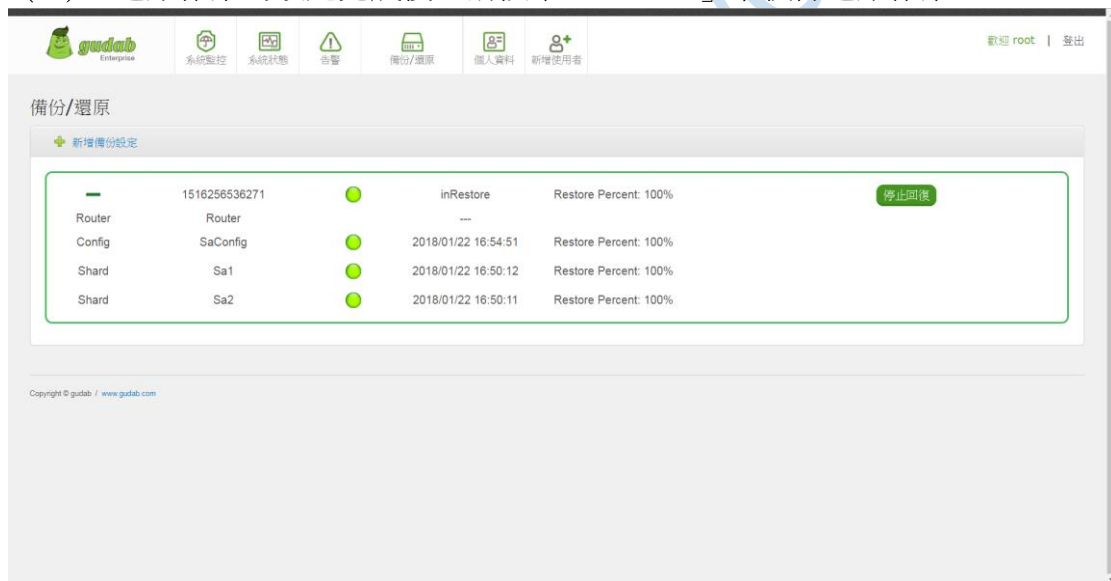 gudab
Enterprise
系統監控
系統狀態
告警
備份/還原
個人資料
新增使用者
歡迎 root | 登出
備份/還原
新增備份設定
1516256536271 inRestore Restore Percent: 100% 停止回復
Router Router ---
Config SaConfig 2018/01/22 16:54:51 Restore Percent: 100%
Shard Sa1 2018/01/22 16:50:12 Restore Percent: 100%
Shard Sa2 2018/01/22 16:50:11 Restore Percent: 100%
Copyright © gudab / www.gudab.com